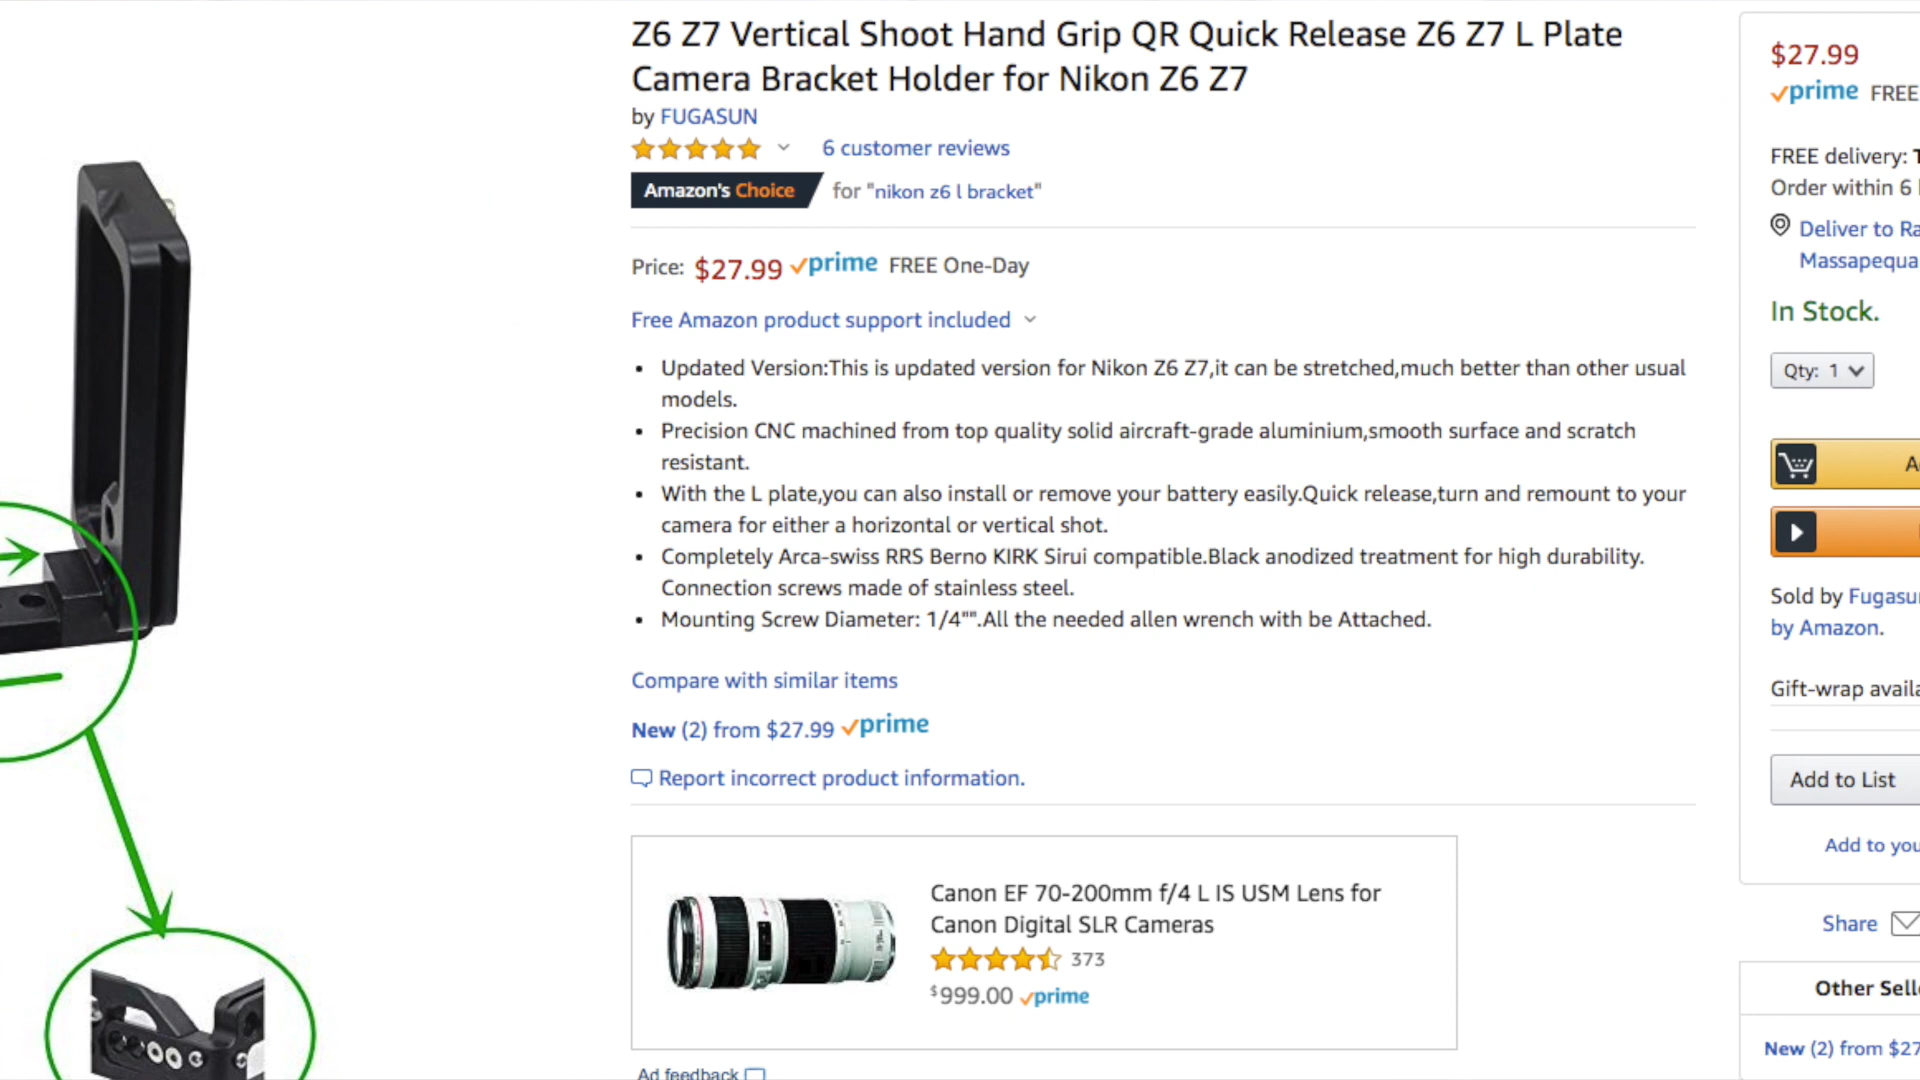 Z6 Z7 Vertical Shoot Hand Grip QR Quick Release Z6 Z7 L Plate
Camera Bracket Holder for Nikon Z6 Z7
by FUGASUN
6 customer reviews
Amazon's Choice for "nikon z6 l bracket"
Price: $27.99 prime FREE One-Day
Free Amazon product support included
• Updated Version:This is updated version for Nikon Z6 Z7,it can be stretched,much better than other usual
models.
• Precision CNC machined from top quality solid aircraft-grade aluminium,smooth surface and scratch
resistant.
• With the L plate,you can also install or remove your battery easily.Quick release,turn and remount to your
camera for either a horizontal or vertical shot.
• Completely Arca-swiss RRS Berno KIRK Sirui compatible.Black anodized treatment for high durability.
Connection screws made of stainless steel.
• Mounting Screw Diameter: 1/4"".All the needed allen wrench with be Attached.
Compare with similar items
New (2) from $27.99 prime
Report incorrect product information.
Canon EF 70-200mm f/4 L IS USM Lens for
Canon Digital SLR Cameras
373
$999.00 prime
Ad feedback
$27.99
prime FREE
FREE delivery:
Order within 6
Deliver to
Massapequa
In Stock.
Qty: 1
Sold by
by Amazon.
Gift-wrap
Add to List
Add to
Share
Other
New (2) from